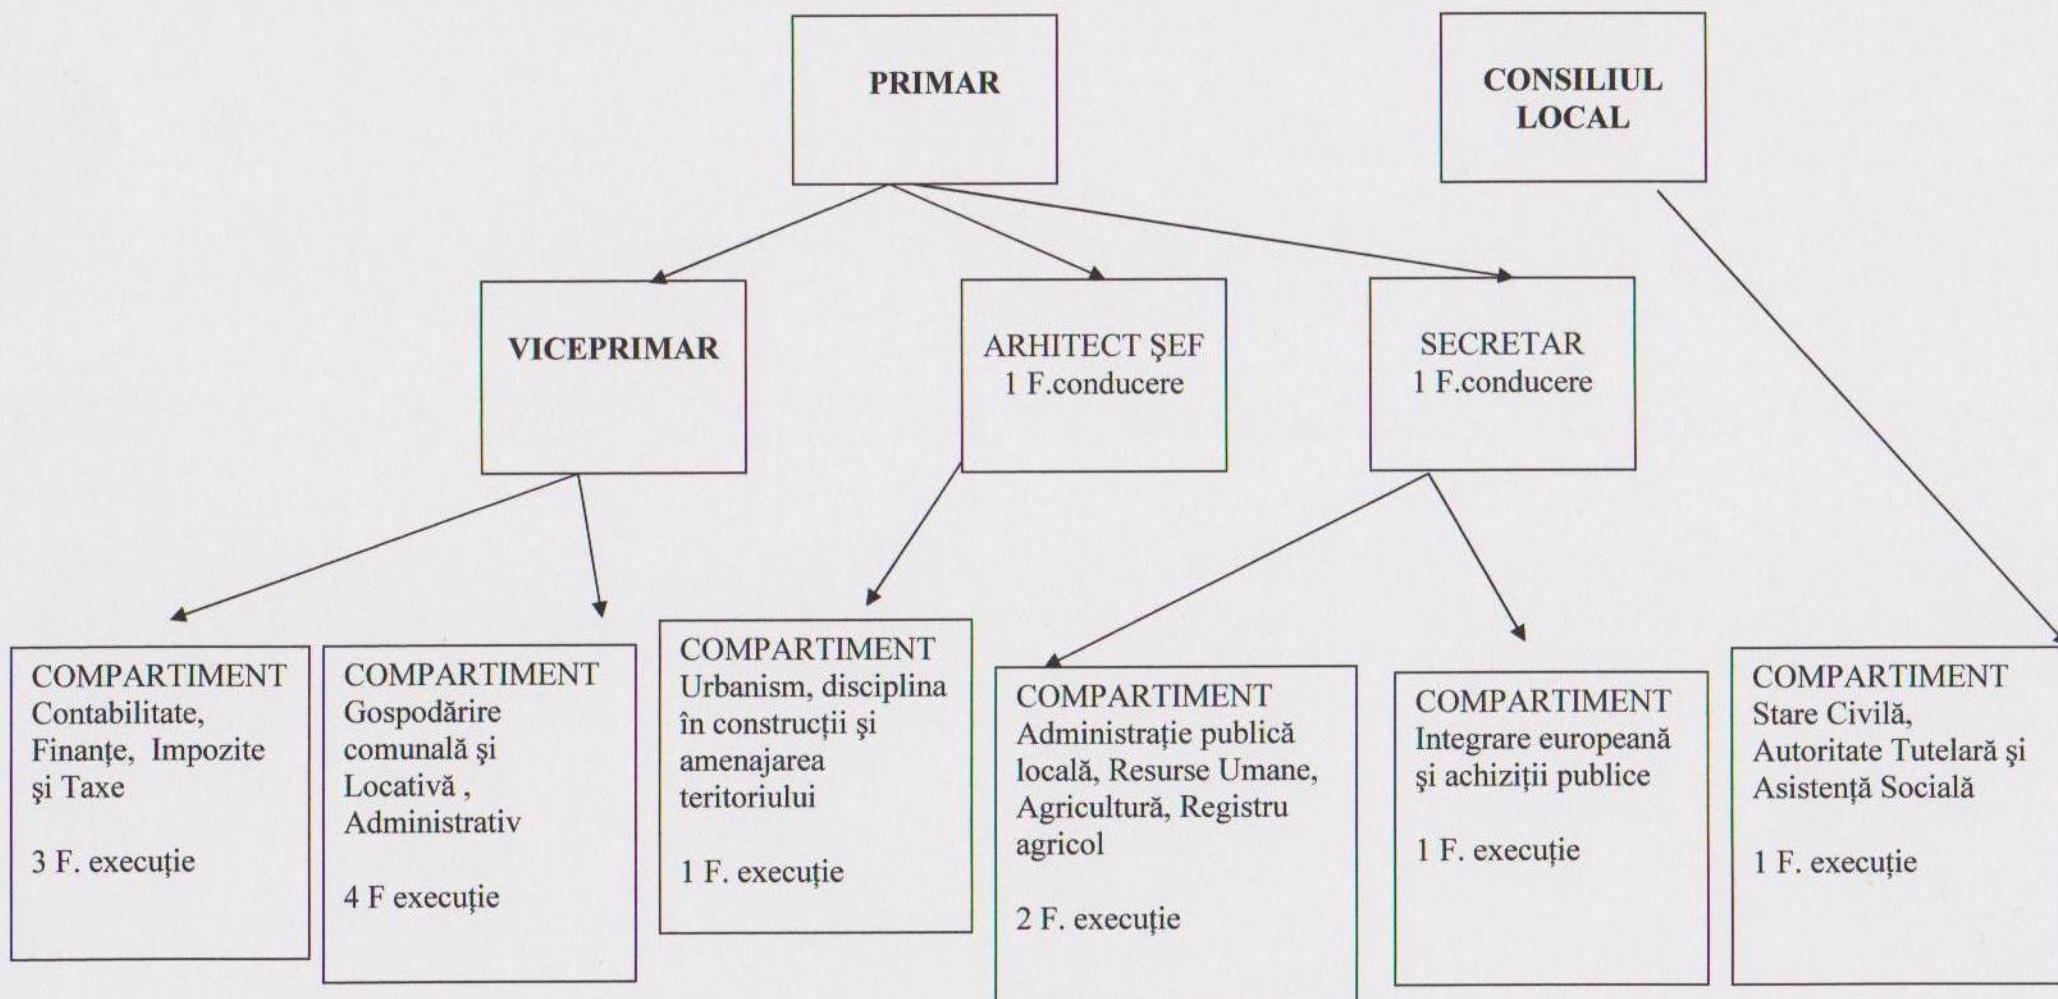 PRIMAR
CONSILIUL
LOCAL
VICEPRIMAR
ARHITECT ŞEF
1 F.conducere
SECRETAR
1 F.conducere
COMPARTIMENT
Contabilitate,
Finanţe, Impozite
şi Taxe
3 F. execuţie
COMPARTIMENT
Gospodărire
comunală şi
Locativă ,
Administrativ
4 F execuţie
COMPARTIMENT
Urbanism, disciplina
în construcţii şi
amenajarea
teritoriului
1 F. execuţie
COMPARTIMENT
Administraţie publică
locală, Resurse Umane,
Agricultură, Registru
agricol
2 F. execuţie
COMPARTIMENT
Integrare europeană
şi achiziţii publice
1 F. execuţie
COMPARTIMENT
Stare Civilă,
Autoritate Tutelară şi
Asistenţă Socială
1 F. execuţie